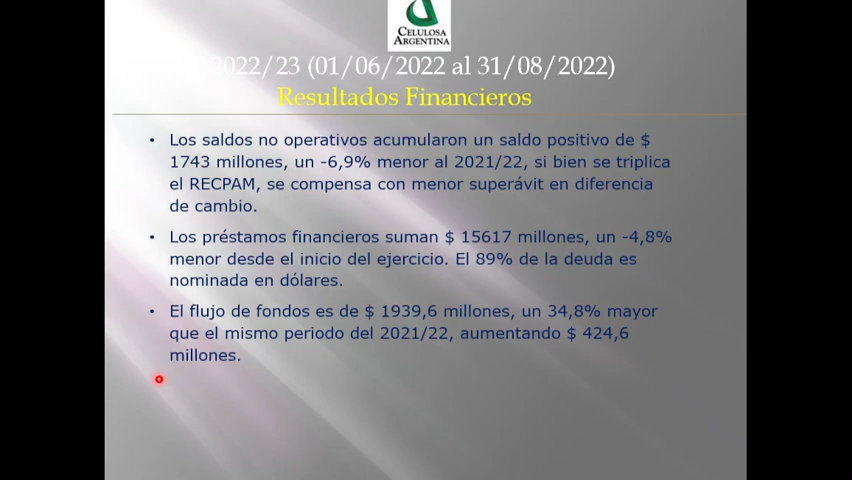 CELULOSA
ARGENTINA
2022/23 (01/06/2022 al 31/08/2022)
Resultados Financieros
• Los saldos no operativos acumularon un saldo positivo de $
1743 millones, un -6,9% menor al 2021/22, si bien se triplica
el RECPAM, se compensa con menor superávit en diferencia
de cambio.
• Los préstamos financieros suman $ 15617 millones, un -4,8%
menor desde el inicio del ejercicio. El 89% de la deuda es
nominada en dólares.
• El flujo de fondos es de $ 1939,6 millones, un 34,8% mayor
que el mismo periodo del 2021/22, aumentando $ 424,6
millones.